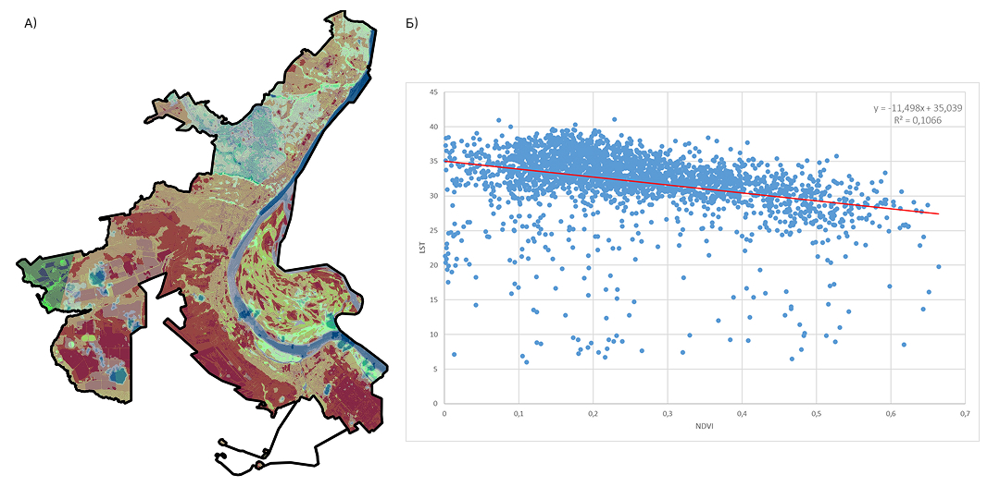 А)
Б)
45
40
35
30
25
20
15
10
5
0
LST
y = -11,498x + 35,039
R² = 0,1066
0 0,1 0,2 0,3 0,4 0,5 0,6 0,7
NDVI